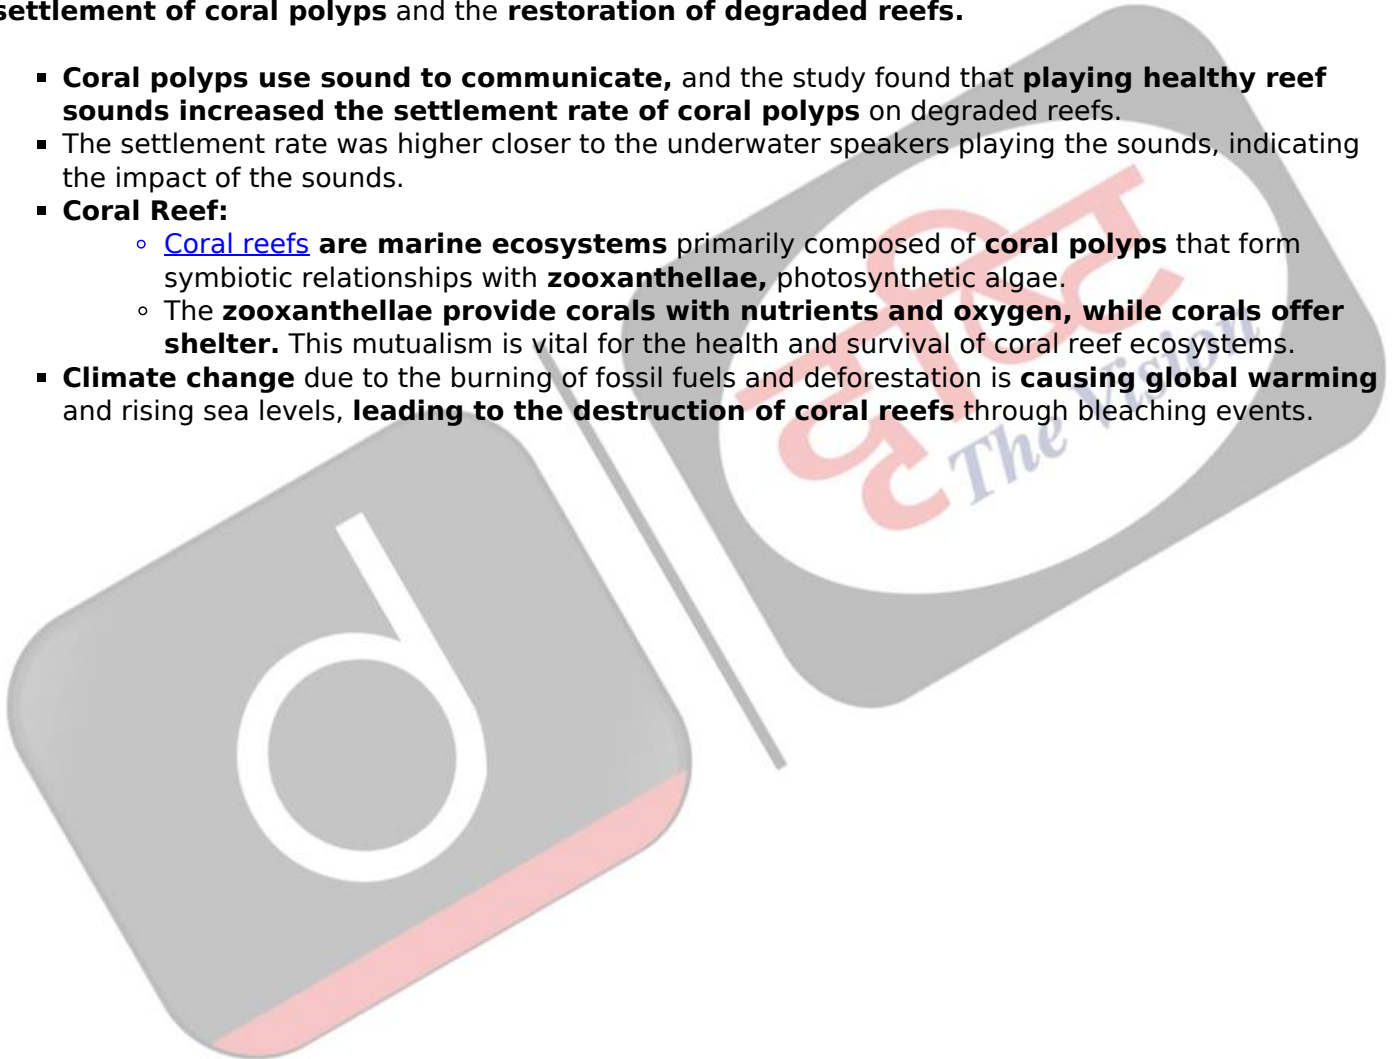 settlement of coral polyps and the restoration of degraded reefs.
▪ Coral polyps use sound to communicate, and the study found that playing healthy reef
sounds increased the settlement rate of coral polyps on degraded reefs.
▪ The settlement rate was higher closer to the underwater speakers playing the sounds, indicating
the impact of the sounds.
▪ Coral Reef:
◦ Coral reefs are marine ecosystems primarily composed of coral polyps that form
symbiotic relationships with zooxanthellae, photosynthetic algae.
◦ The zooxanthellae provide corals with nutrients and oxygen, while corals offer
shelter. This mutualism is vital for the health and survival of coral reef ecosystems.
▪ Climate change due to the burning of fossil fuels and deforestation is causing global warming
and rising sea levels, leading to the destruction of coral reefs through bleaching events.
दृष्टि
The Vision
d